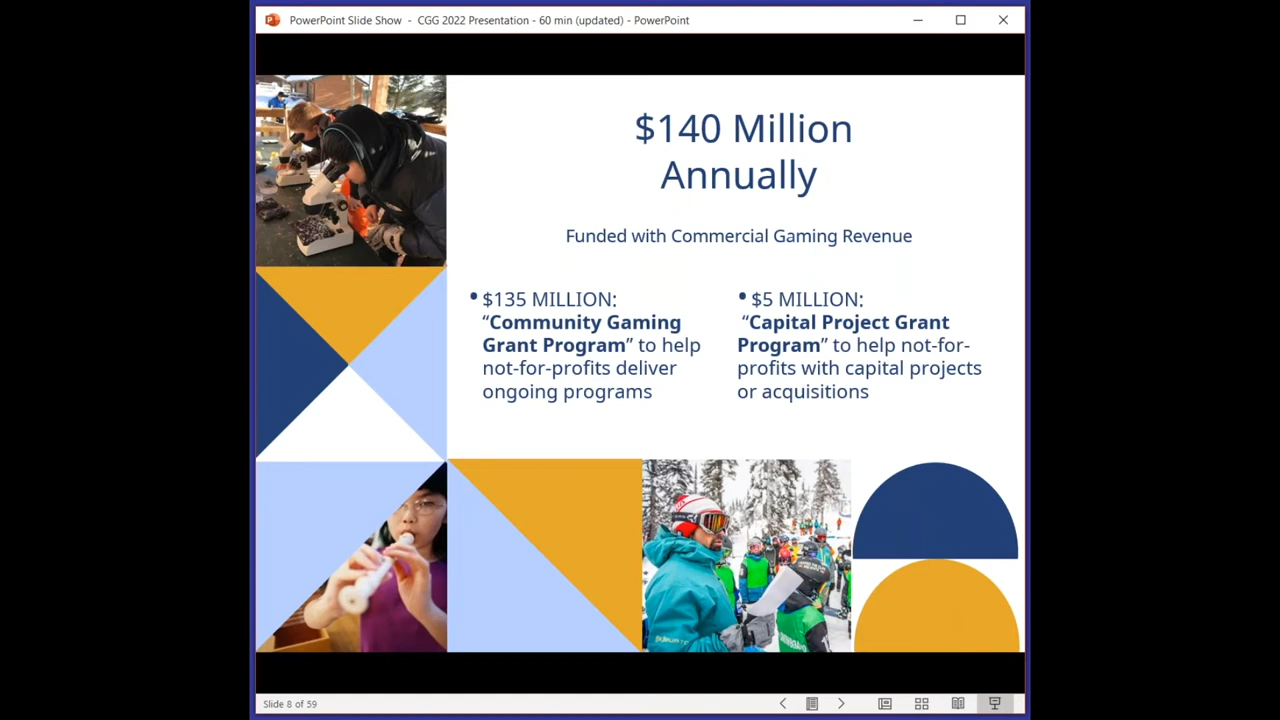 PowerPoint Slide Show - CGG 2022 Presentation - 60 min (updated) - PowerPoint
$140 Million
Annually
Funded with Commercial Gaming Revenue
• $135 MILLION:
“Community Gaming
Grant Program” to help
not-for-profits deliver
ongoing programs
• $5 MILLION:
“Capital Project Grant
Program” to help not-for-
profits with capital projects
or acquisitions
Slide 8 of 59